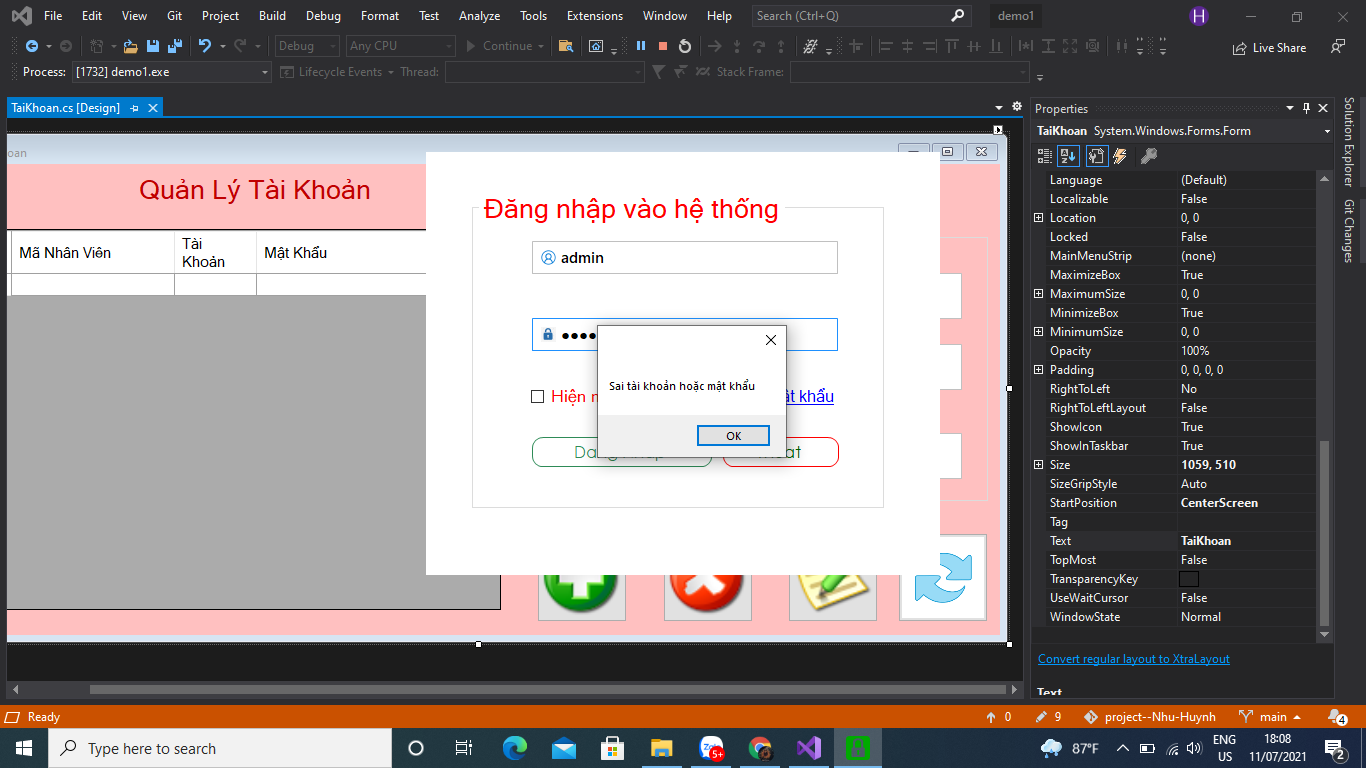 File Edit View Git Project Build Debug Format Test Analyze Tools Extensions Window Help Search (Ctrl+Q) demo1 H
Debug Any CPU Continue Live Share
Process: [1732] demo1.exe Lifecycle Events Thread: Stack Frame:
TaiKhoan.cs [Design]
oan
Quản Lý Tài Khoản
Mã Nhân Viên
Tài
Khoản
Mật Khẩu
Đăng nhập vào hệ thống
admin
Sai tài khoản hoặc mật khẩu
Hiện
ật khẩu
OK
Properties
TaiKhoan System.Windows.Forms.Form
Language (Default)
Localizable False
Location 0, 0
Locked False
MainMenuStrip (none)
MaximizeBox True
MaximumSize 0, 0
MinimizeBox True
MinimumSize 0, 0
Opacity 100%
Padding 0, 0, 0, 0
RightToLeft No
RightToLeftLayout False
ShowIcon True
ShowInTaskbar True
Size 1059, 510
SizeGripStyle Auto
StartPosition CenterScreen
Tag
Text TaiKhoan
TopMost False
TransparencyKey
UseWaitCursor False
WindowState Normal
Convert regular layout to XtraLayout
Text
Solution Explorer
Git Changes
Ready 0 9 project--Nhu-Huynh main 4
Type here to search
Zalo 5+
87°F
ENG
US
18:08
11/07/2021
2